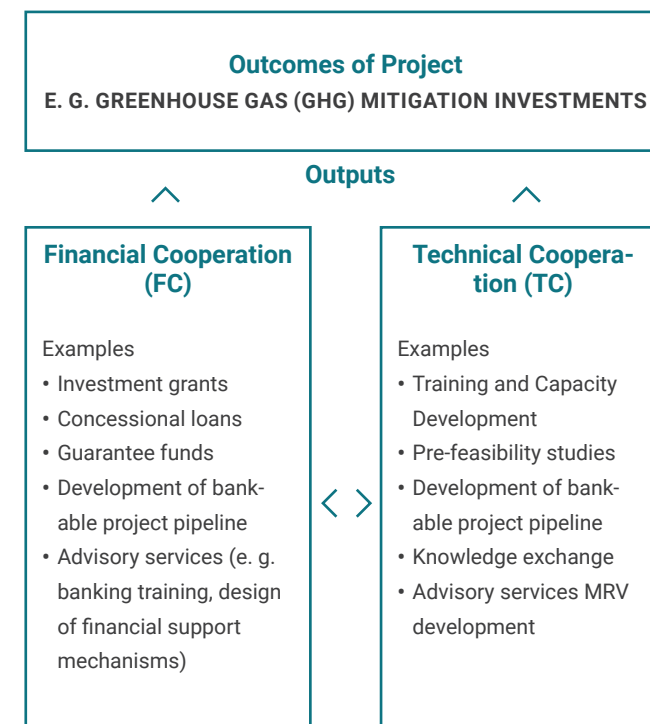 Outcomes of Project
E. G. GREENHOUSE GAS (GHG) MITIGATION INVESTMENTS
Outputs
Financial Cooperation
(FC)
Examples
• Investment grants
• Concessional loans
• Guarantee funds
• Development of bank-
able project pipeline
• Advisory services (e. g.
banking training, design
of financial support
mechanisms)
Technical Coopera-
tion (TC)
Examples
• Training and Capacity
Development
• Pre-feasibility studies
• Development of bank-
able project pipeline
• Knowledge exchange
• Advisory services MRV
development